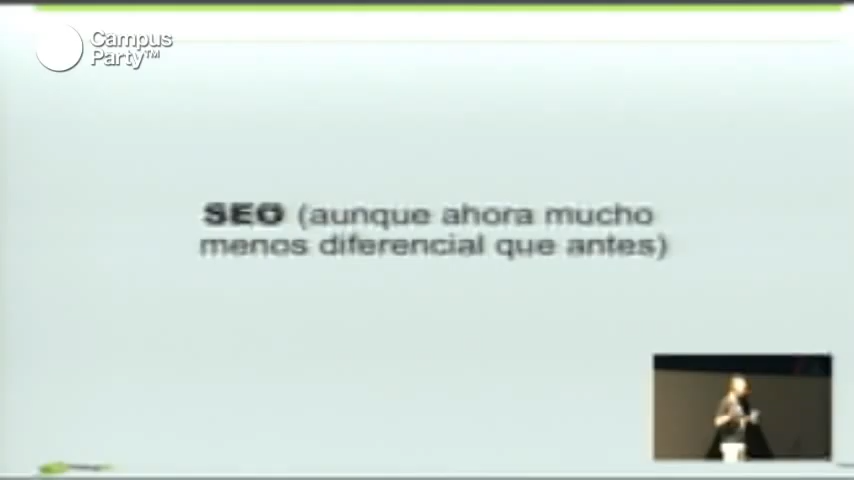 Campus
Party™
SEO (aunque ahora mucho
menos diferencial que antes)